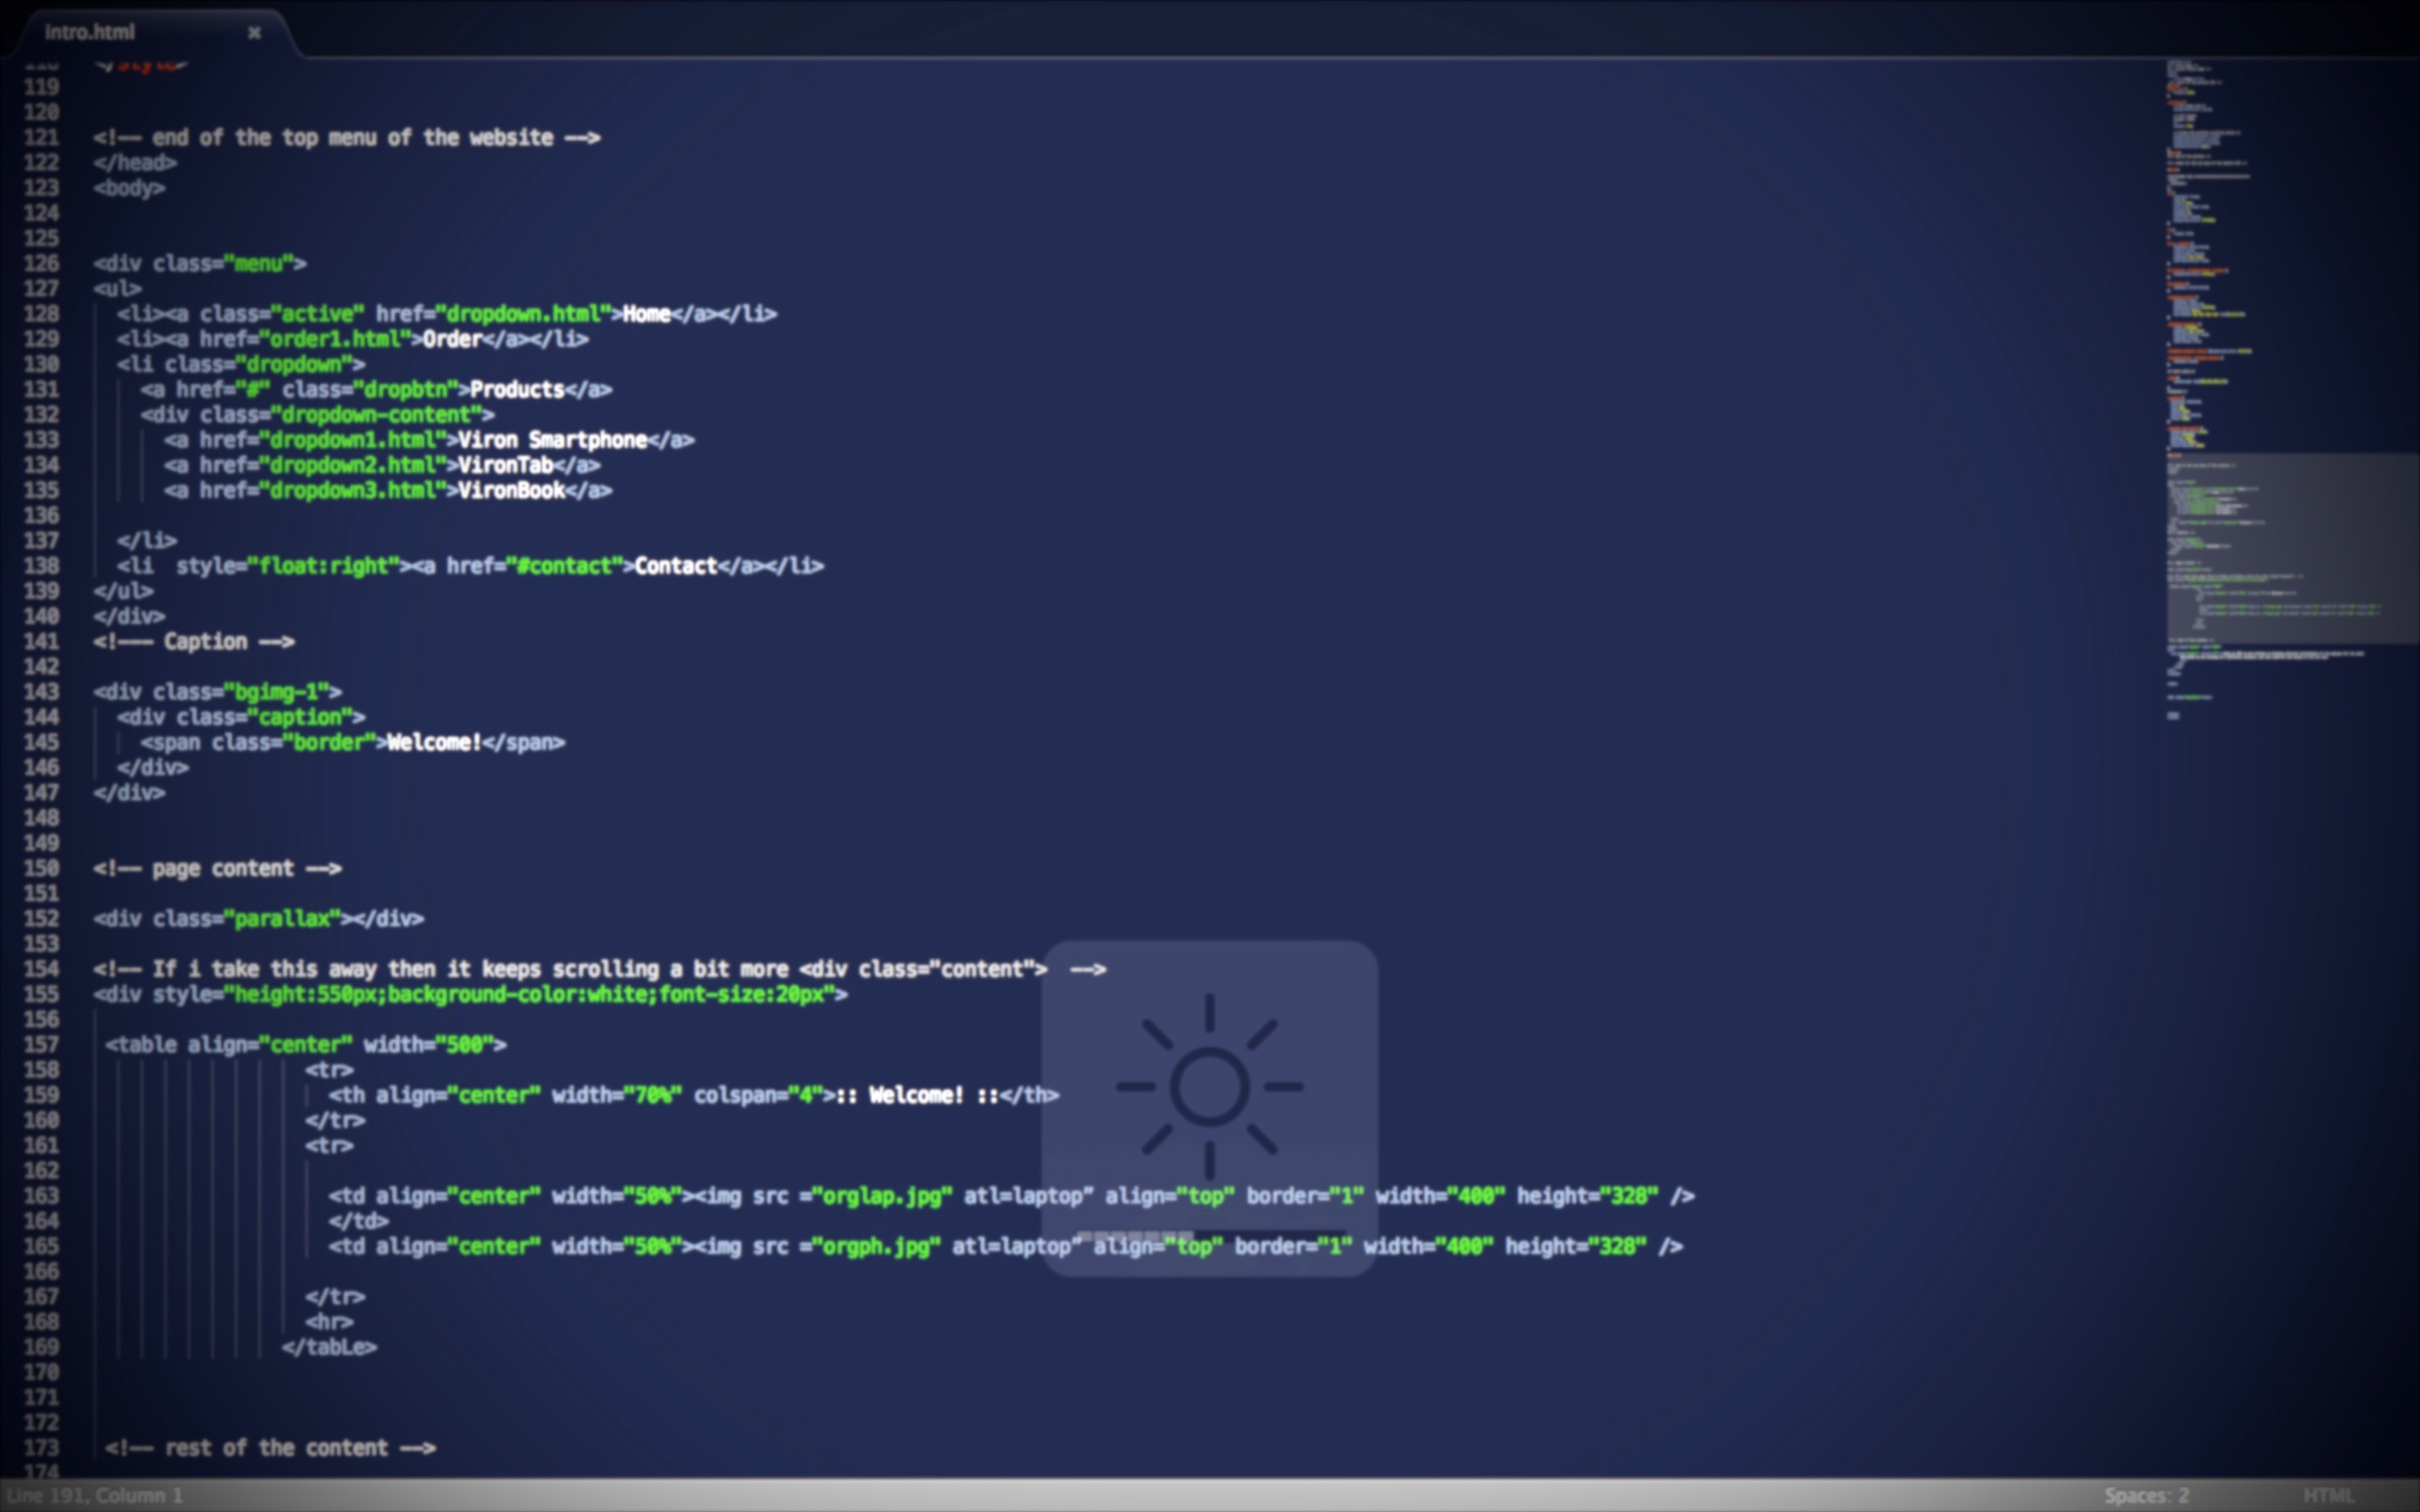 intro.html ×
118 </style>
119
120
121 <!-- end of the top menu of the website -->
122 </head>
123 <body>
124
125
126 <div class="menu">
127 <ul>
128 <li><a class="active" href="dropdown.html">Home</a></li>
129 <li><a href="order1.html">Order</a></li>
130 <li class="dropdown">
131 <a href="#" class="dropbtn">Products</a>
132 <div class="dropdown-content">
133 <a href="dropdown1.html">Viron Smartphone</a>
134 <a href="dropdown2.html">VironTab</a>
135 <a href="dropdown3.html">VironBook</a>
136
137 </li>
138 <li  style="float:right"><a href="#contact">Contact</a></li>
139 </ul>
140 </div>
141 <!--- Caption -->
142
143 <div class="bgimg-1">
144 <div class="caption">
145 <span class="border">Welcome!</span>
146 </div>
147 </div>
148
149
150 <!-- page content -->
151
152 <div class="parallax"></div>
153
154 <!-- If i take this away then it keeps scrolling a bit more <div class="content">  -->
155 <div style="height:550px;background-color:white;font-size:20px">
156
157 <table align="center" width="500">
158 <tr>
159 <th align="center" width="70%" colspan="4">:: Welcome! ::</th>
160 </tr>
161 <tr>
162
163 <td align="center" width="50%"><img src ="orglap.jpg" atl=laptop” align="top" border="1" width="400" height="328" />
164 </td>
165 <td align="center" width="50%"><img src ="orgph.jpg" atl=laptop” align="top" border="1" width="400" height="328" />
166
167 </tr>
168 <hr>
169 </tabLe>
170
171
172
173 <!-- rest of the content -->
174
Line 191, Column 1 Spaces: 2 HTML